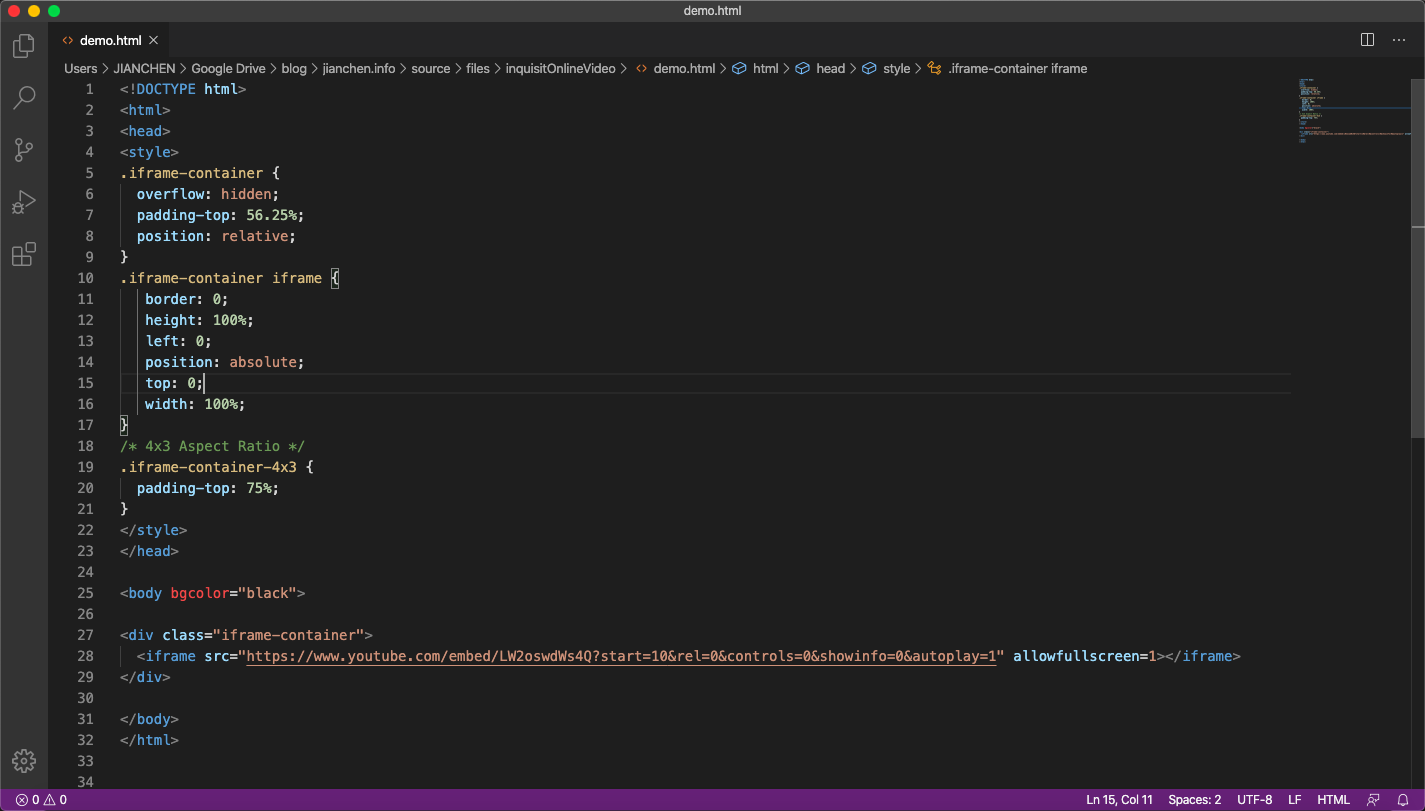 demo.html
demo.html
Users > JIANCHEN > Google Drive > blog > jianchen.info > source > files > inquisitOnlineVideo > demo.html > html > head > style > .iframe-container iframe
1 <!DOCTYPE html>
2 <html>
3 <head>
4 <style>
5 .iframe-container {
6   overflow: hidden;
7   padding-top: 56.25%;
8   position: relative;
9 }
10 .iframe-container iframe {
11    border: 0;
12    height: 100%;
13    left: 0;
14    position: absolute;
15    top: 0;
16    width: 100%;
17 }
18 /* 4x3 Aspect Ratio */
19 .iframe-container-4x3 {
20   padding-top: 75%;
21 }
22 </style>
23 </head>
24
25 <body bgcolor="black">
26
27 <div class="iframe-container">
28   <iframe src="https://www.youtube.com/embed/LW2oswdWs4Q?start=10&rel=0&controls=0&showinfo=0&autoplay=1" allowfullscreen=1></iframe>
29 </div>
30
31 </body>
32 </html>
33
34
0 0 Ln 15, Col 11 Spaces: 2 UTF-8 LF HTML